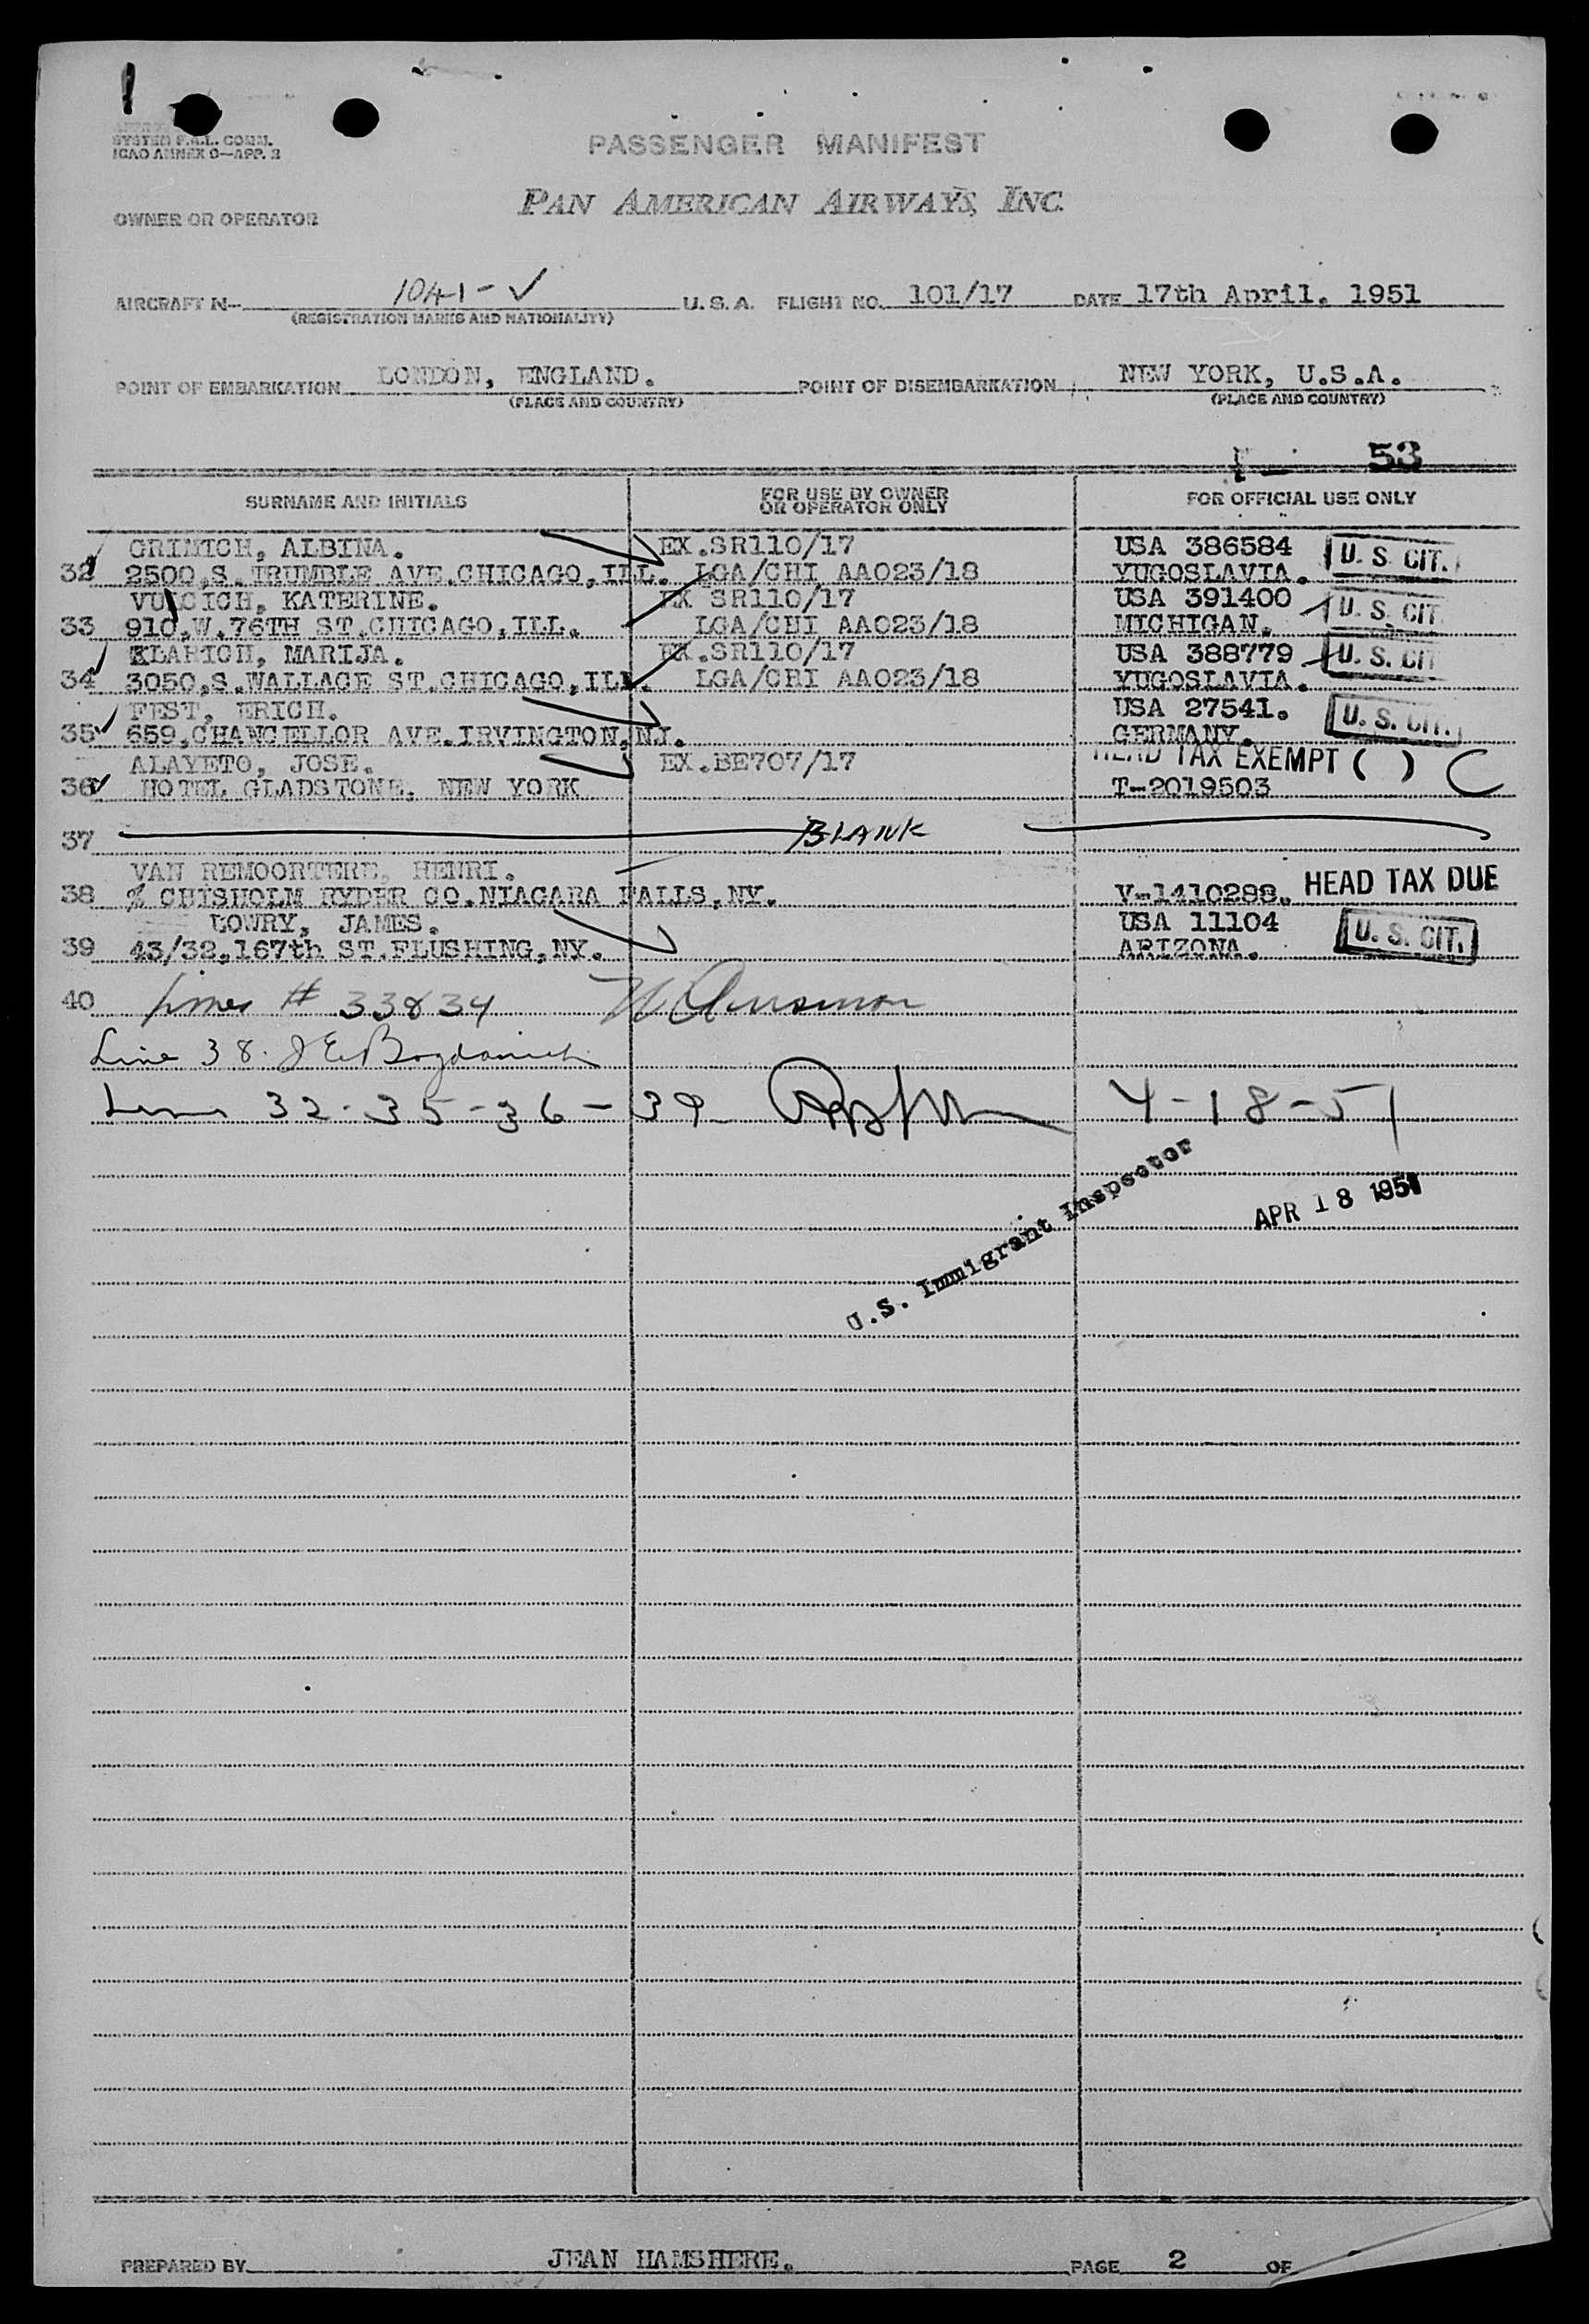 SYSTEM F.A.L. COMM.
ICAO ANNEX 9—APP. 3
PASSENGER MANIFEST
OWNER OR OPERATOR
PAN AMERICAN AIRWAYS, INC.
AIRCRAFT N- 1041-V U.S.A. FLIGHT NO. 101/17 DATE 17th April. 1951
(REGISTRATION MARKS AND NATIONALITY)
POINT OF EMBARKATION LONDON, ENGLAND. POINT OF DISEMBARKATION NEW YORK, U.S.A.
(PLACE AND COUNTRY) (PLACE AND COUNTRY)
53
SURNAME AND INITIALS FOR USE BY OWNER OR OPERATOR ONLY FOR OFFICIAL USE ONLY
ALBINA. EX.SR110/17 USA 386584 U. S. CIT.
32 2500,S.TRUMBLE AVE.CHICAGO,ILL. LGA/CHI AA023/18 YUGOSLAVIA.
KATERINE. EX SR110/17 USA 391400 U. S. CIT
33 910,W.76TH ST.CHICAGO,ILL. LGA/CHI AA023/18 MICHIGAN.
KLARICH, MARIJA. EX.SR110/17 USA 388779 U. S. CIT
34 3050,S.WALLACE ST.CHICAGO,ILL. LGA/CHI AA023/18 YUGOSLAVIA.
FEST, ERICH. USA 27541. U. S. CIT.
35 659,CHANCELLOR AVE.IRVINGTON,NJ. GERMANY.
ALAYETO, JOSE. EX.BE707/17 HEAD TAX EXEMPT ( ) C
36 HOTEL GLADSTONE, NEW YORK T-2019503
37 BLANK
VAN REMOORTERE, HENRI.
38 % CHISHOLM RYDER CO.NIAGARA FALLS,NY. V-1410288. HEAD TAX DUE
LOWRY, JAMES. USA 11104 U. S. CIT.
39 43/32,167th ST.FLUSHING,NY. ARIZONA.
40 Lines # 33&34
Line 38. J E Bogdanich
Lines 32-35-36-39 4-18-51
U.S. Immigrant Inspector
APR 18 1951
PREPARED BY JEAN HAMSHERE. PAGE 2 OF